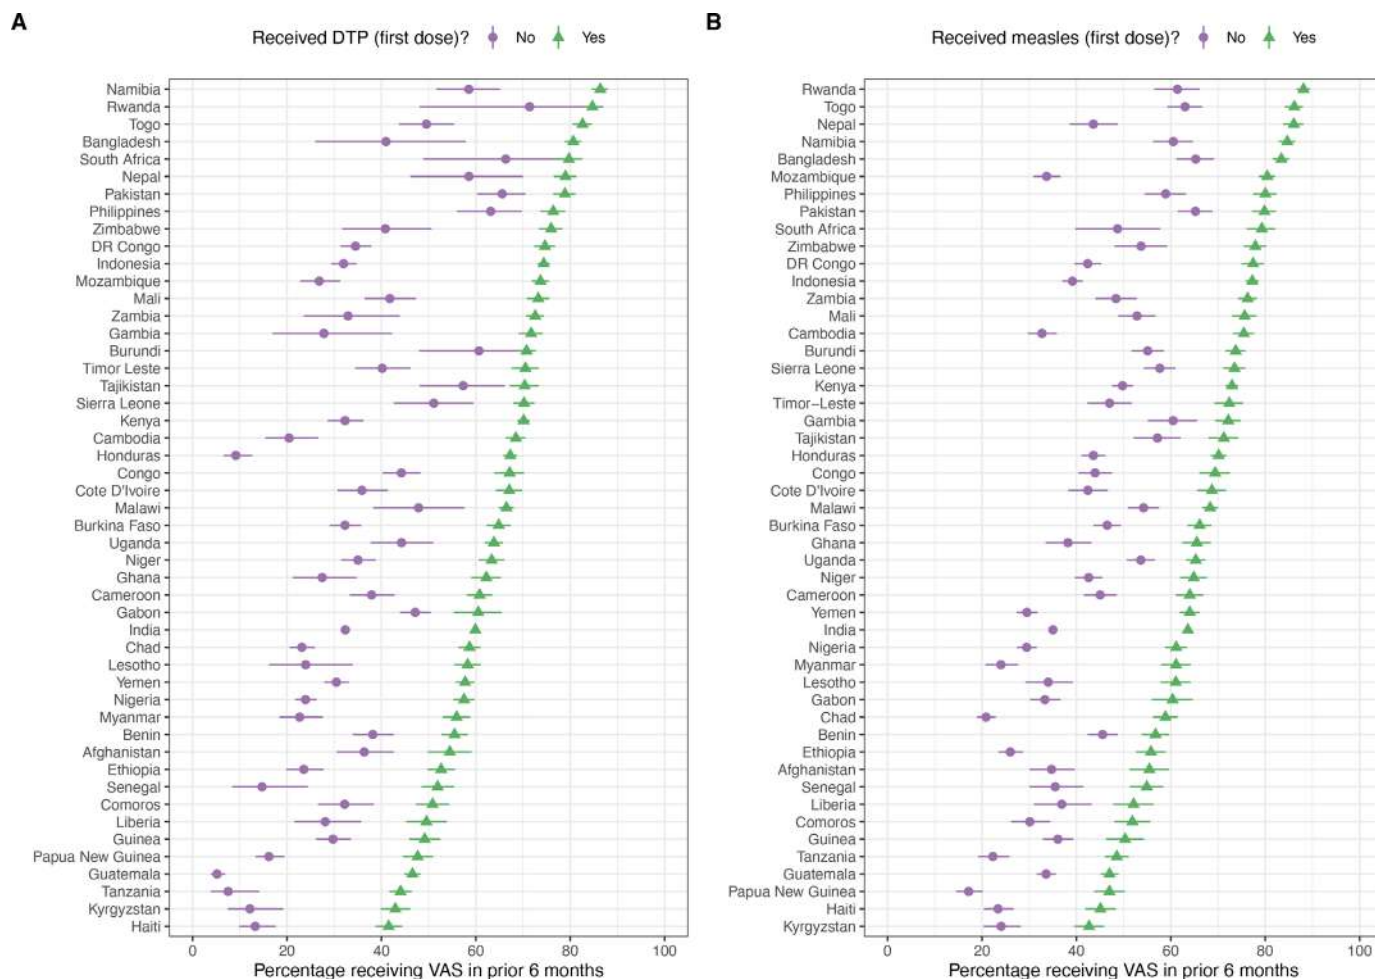 A
Received DTP (first dose)? No Yes
Namibia
Rwanda
Togo
Bangladesh
South Africa
Nepal
Pakistan
Philippines
Zimbabwe
DR Congo
Indonesia
Mozambique
Mali
Zambia
Gambia
Burundi
Timor Leste
Tajikistan
Sierra Leone
Kenya
Cambodia
Honduras
Congo
Cote D'Ivoire
Malawi
Burkina Faso
Uganda
Niger
Ghana
Cameroon
Gabon
India
Chad
Lesotho
Yemen
Nigeria
Myanmar
Benin
Afghanistan
Ethiopia
Senegal
Comoros
Liberia
Guinea
Papua New Guinea
Guatemala
Tanzania
Kyrgyzstan
Haiti
0 20 40 60 80 100
Percentage receiving VAS in prior 6 months
B
Received measles (first dose)? No Yes
Rwanda
Togo
Nepal
Namibia
Bangladesh
Mozambique
Philippines
Pakistan
South Africa
Zimbabwe
DR Congo
Indonesia
Zambia
Mali
Cambodia
Burundi
Sierra Leone
Kenya
Timor−Leste
Gambia
Tajikistan
Honduras
Congo
Cote D'Ivoire
Malawi
Burkina Faso
Ghana
Uganda
Niger
Cameroon
Yemen
India
Nigeria
Myanmar
Lesotho
Gabon
Chad
Benin
Ethiopia
Afghanistan
Senegal
Liberia
Comoros
Guinea
Tanzania
Guatemala
Papua New Guinea
Haiti
Kyrgyzstan
0 20 40 60 80 100
Percentage receiving VAS in prior 6 months